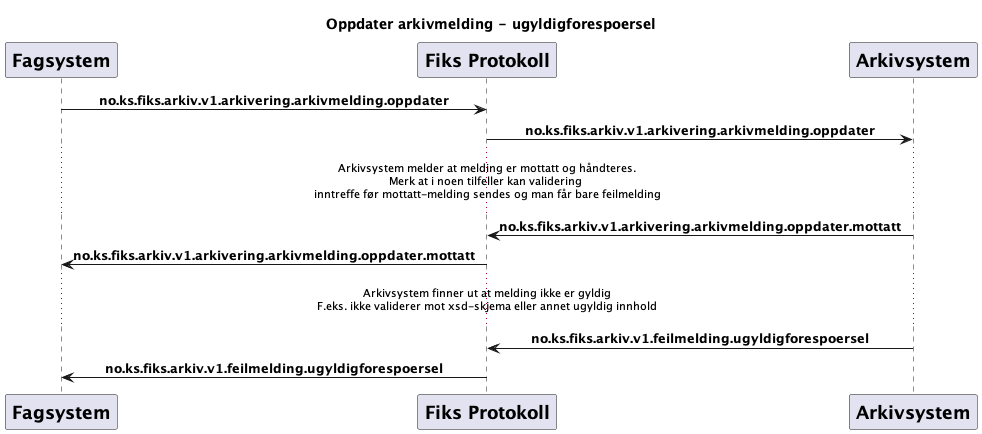 Oppdater arkivmelding - ugyldigforespoersel
Fagsystem
Fiks Protokoll
Arkivsystem
no.ks.fiks.arkiv.v1.arkivering.arkivmelding.oppdater
no.ks.fiks.arkiv.v1.arkivering.arkivmelding.oppdater
Arkivsystem melder at melding er mottatt og håndteres.
Merk at i noen tilfeller kan validering
inntreffe før mottatt-melding sendes og man får bare feilmelding
no.ks.fiks.arkiv.v1.arkivering.arkivmelding.oppdater.mottatt
no.ks.fiks.arkiv.v1.arkivering.arkivmelding.oppdater.mottatt
Arkivsystem finner ut at melding ikke er gyldig
F.eks. ikke validerer mot xsd-skjema eller annet ugyldig innhold
no.ks.fiks.arkiv.v1.feilmelding.ugyldigforespoersel
no.ks.fiks.arkiv.v1.feilmelding.ugyldigforespoersel
Fagsystem
Fiks Protokoll
Arkivsystem